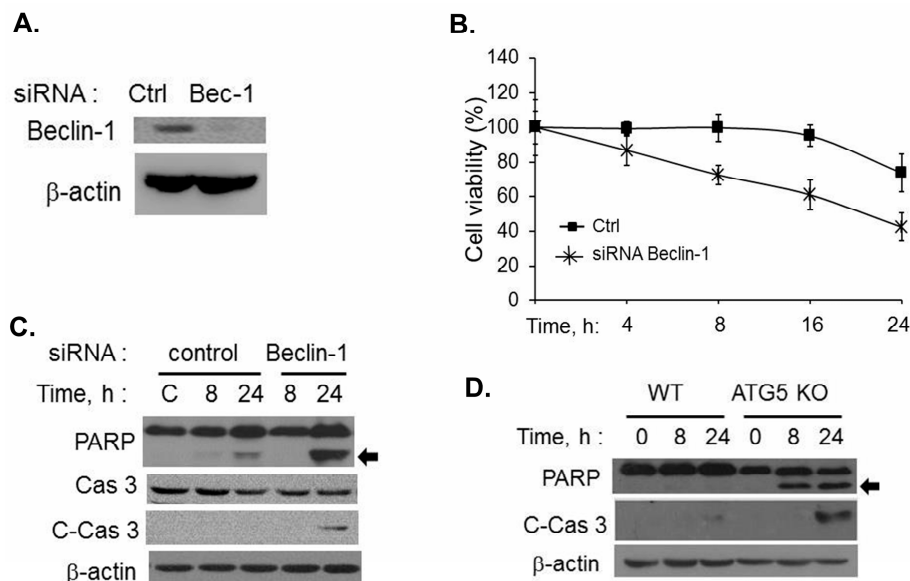 A.
siRNA : Ctrl Bec-1
Beclin-1
β-actin
B.
140
120
100
80
60
40
20
0
Cell viability (%)
Ctrl
siRNA Beclin-1
Time, h: 4 8 16 24
C.
siRNA : control Beclin-1
Time, h : C 8 24 8 24
PARP
Cas 3
C-Cas 3
β-actin
D.
WT ATG5 KO
Time, h : 0 8 24 0 8 24
PARP
C-Cas 3
β-actin